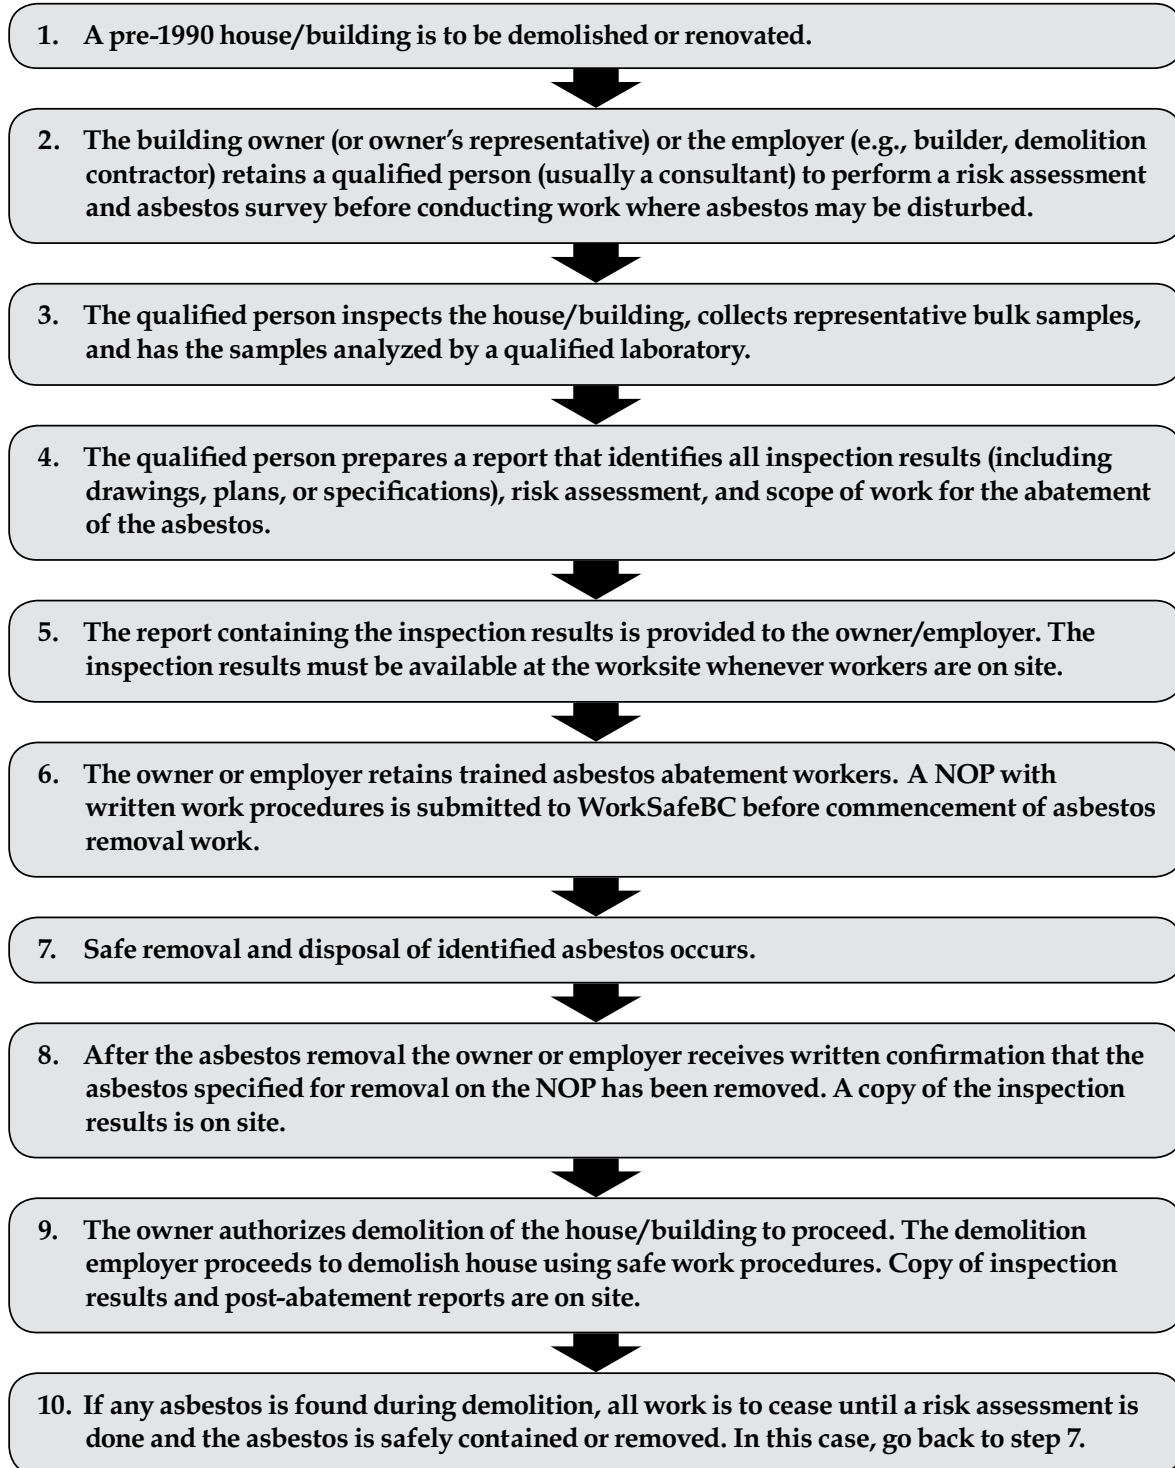 1. A pre-1990 house/building is to be demolished or renovated.
2. The building owner (or owner’s representative) or the employer (e.g., builder, demolition
contractor) retains a qualified person (usually a consultant) to perform a risk assessment
and asbestos survey before conducting work where asbestos may be disturbed.
3. The qualified person inspects the house/building, collects representative bulk samples,
and has the samples analyzed by a qualified laboratory.
4. The qualified person prepares a report that identifies all inspection results (including
drawings, plans, or specifications), risk assessment, and scope of work for the abatement
of the asbestos.
5. The report containing the inspection results is provided to the owner/employer. The
inspection results must be available at the worksite whenever workers are on site.
6. The owner or employer retains trained asbestos abatement workers. A NOP with
written work procedures is submitted to WorkSafeBC before commencement of asbestos
removal work.
7. Safe removal and disposal of identified asbestos occurs.
8. After the asbestos removal the owner or employer receives written confirmation that the
asbestos specified for removal on the NOP has been removed. A copy of the inspection
results is on site.
9. The owner authorizes demolition of the house/building to proceed. The demolition
employer proceeds to demolish house using safe work procedures. Copy of inspection
results and post-abatement reports are on site.
10. If any asbestos is found during demolition, all work is to cease until a risk assessment is
done and the asbestos is safely contained or removed. In this case, go back to step 7.